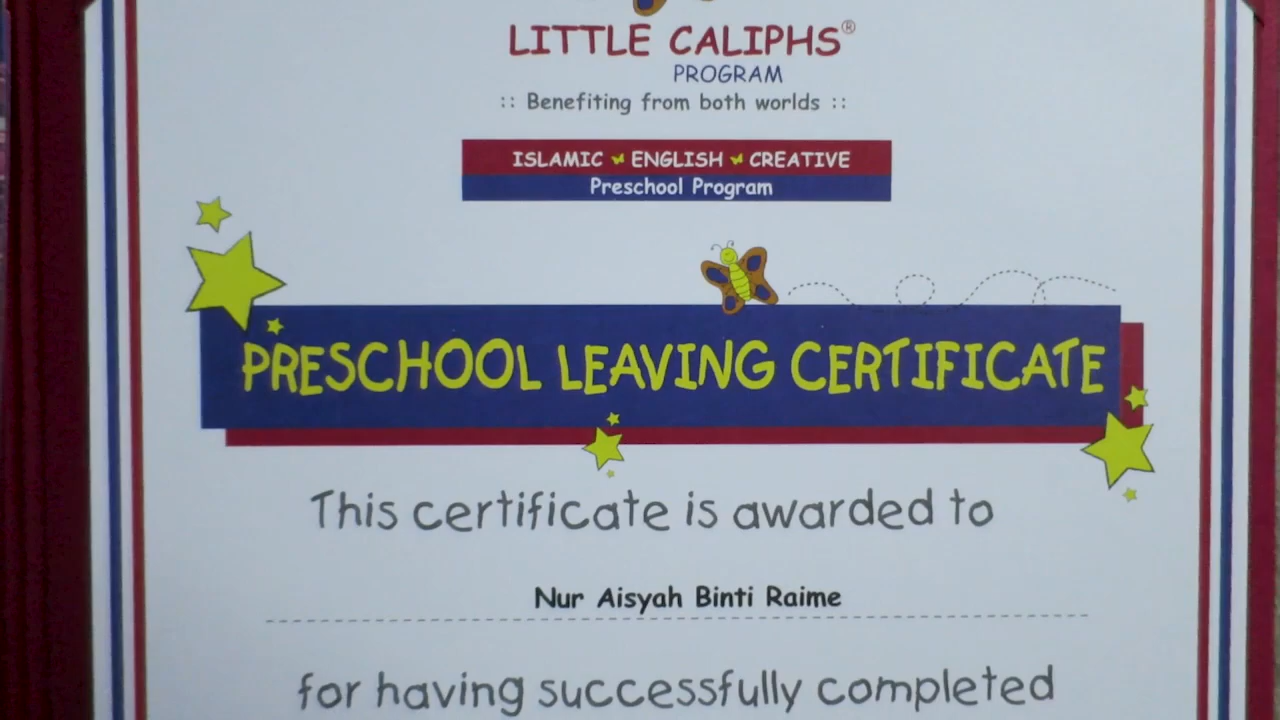 LITTLE CALIPHS®
PROGRAM
:: Benefiting from both worlds ::
ISLAMIC ENGLISH CREATIVE
Preschool Program
PRESCHOOL LEAVING CERTIFICATE
This certificate is awarded to
Nur Aisyah Binti Raime
for having successfully completed